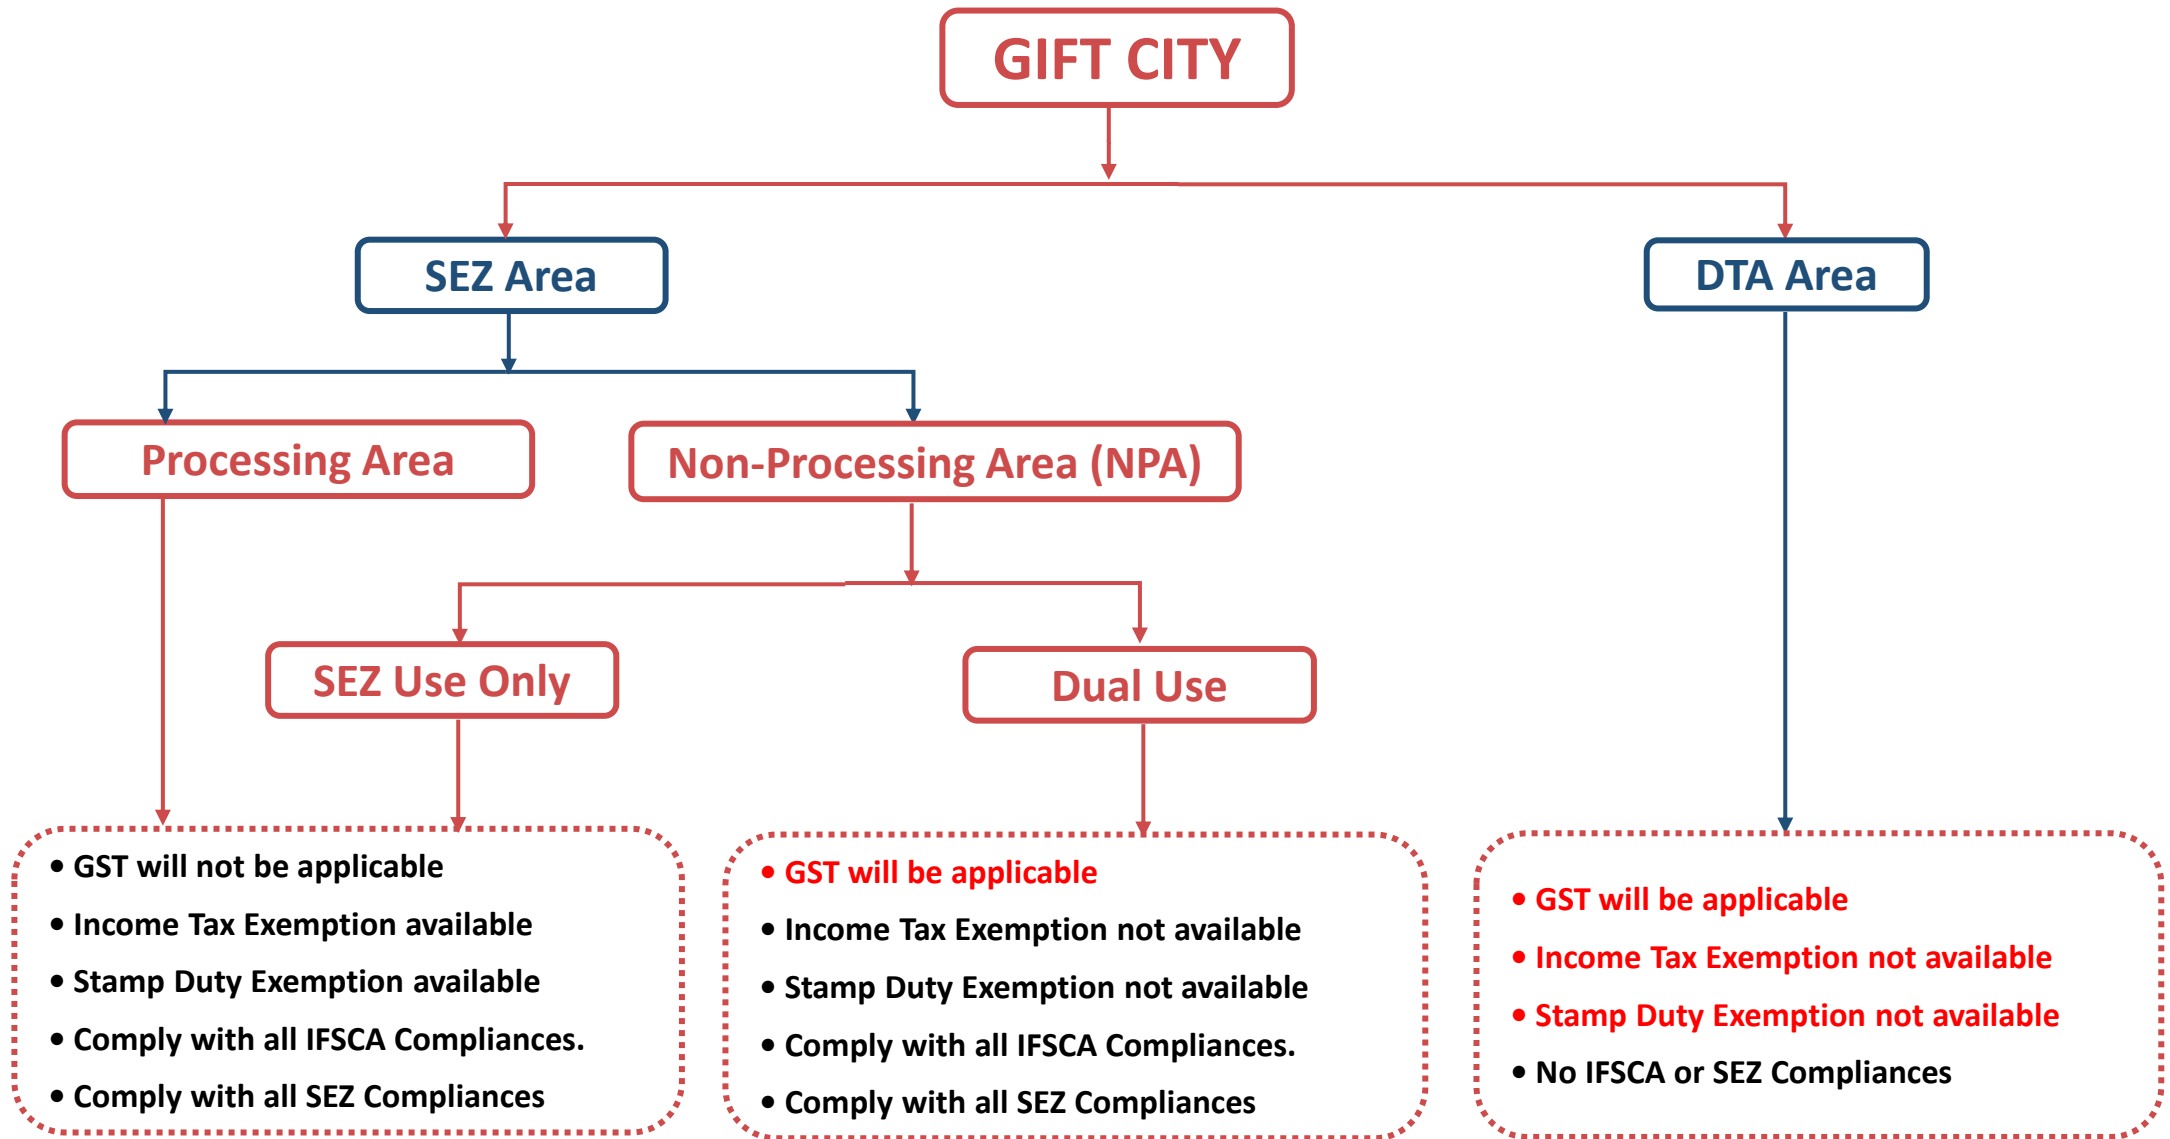 GIFT CITY
SEZ Area
DTA Area
Processing Area
Non-Processing Area (NPA)
SEZ Use Only
Dual Use
• GST will not be applicable
• Income Tax Exemption available
• Stamp Duty Exemption available
• Comply with all IFSCA Compliances.
• Comply with all SEZ Compliances
• GST will be applicable
• Income Tax Exemption not available
• Stamp Duty Exemption not available
• Comply with all IFSCA Compliances.
• Comply with all SEZ Compliances
• GST will be applicable
• Income Tax Exemption not available
• Stamp Duty Exemption not available
• No IFSCA or SEZ Compliances